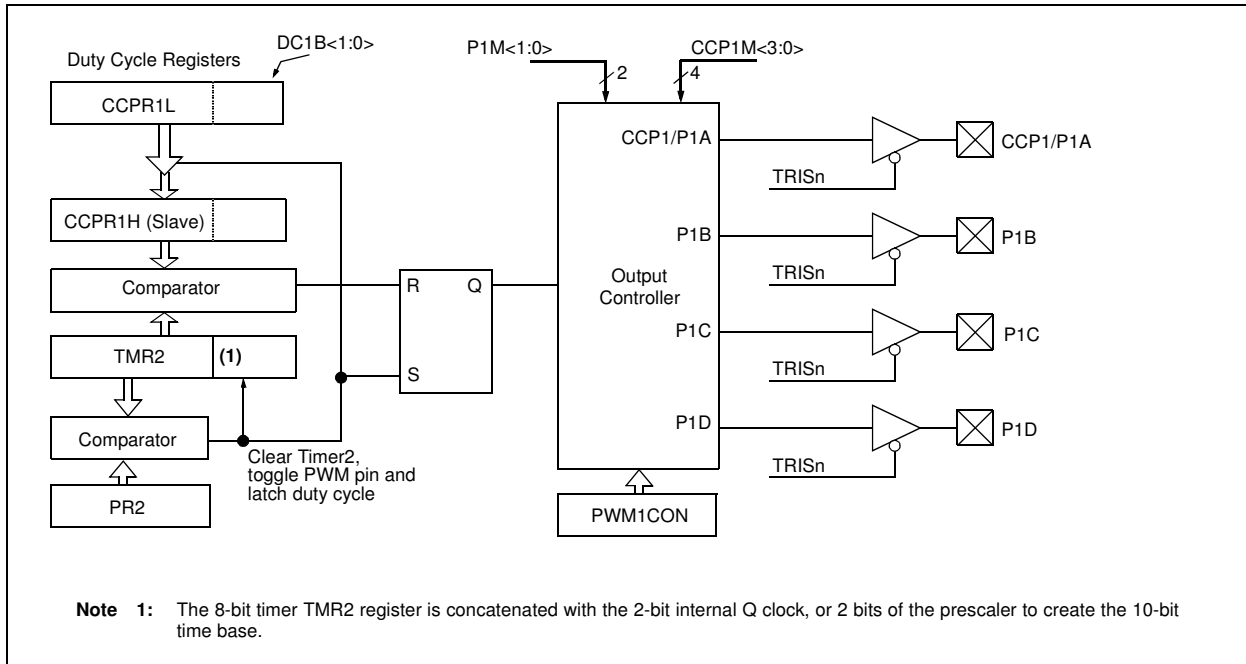 DC1B<1:0>
Duty Cycle Registers
CCPR1L
CCPR1H (Slave)
Comparator
TMR2
(1)
Comparator
PR2
Clear Timer2,
toggle PWM pin and
latch duty cycle
R
Q
S
P1M<1:0>
2
CCP1M<3:0>
4
Output
Controller
CCP1/P1A
P1B
P1C
P1D
PWM1CON
TRISn
CCP1/P1A
TRISn
P1B
TRISn
P1C
TRISn
P1D
Note 1: The 8-bit timer TMR2 register is concatenated with the 2-bit internal Q clock, or 2 bits of the prescaler to create the 10-bit
time base.